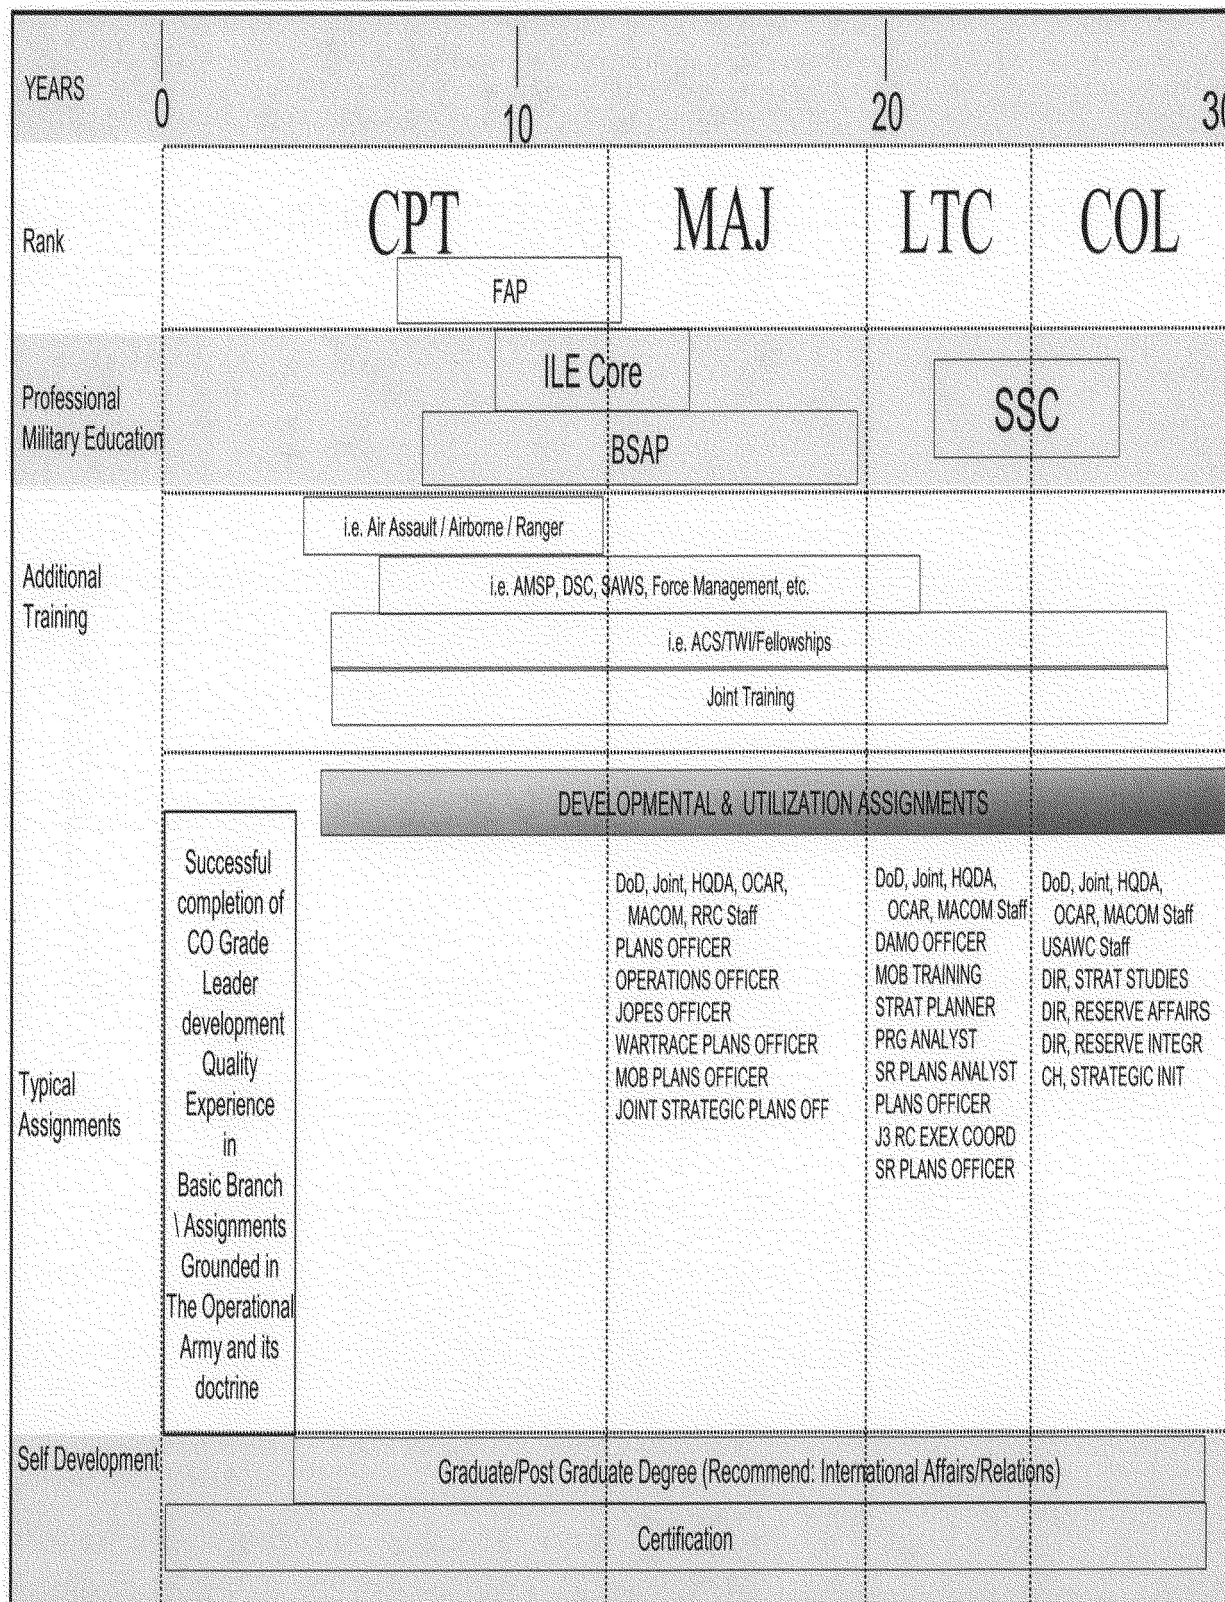 YEARS
0
10
20
30
Rank
CPT
MAJ
LTC
COL
FAP
Professional
Military Education
ILE Core
BSAP
SSC
Additional
Training
i.e. Air Assault / Airborne / Ranger
i.e. AMSP, DSC, SAWS, Force Management, etc.
i.e. ACS/TWI/Fellowships
Joint Training
DEVELOPMENTAL & UTILIZATION ASSIGNMENTS
Typical
Assignments
Successful
completion of
CO Grade
Leader
development
Quality
Experience
in
Basic Branch
\ Assignments
Grounded in
The Operational
Army and its
doctrine
DoD, Joint, HQDA, OCAR,
MACOM, RRC Staff
PLANS OFFICER
OPERATIONS OFFICER
JOPES OFFICER
WARTRACE PLANS OFFICER
MOB PLANS OFFICER
JOINT STRATEGIC PLANS OFF
DoD, Joint, HQDA,
OCAR, MACOM Staff
DAMO OFFICER
MOB TRAINING
STRAT PLANNER
PRG ANALYST
SR PLANS ANALYST
PLANS OFFICER
J3 RC EXEX COORD
SR PLANS OFFICER
DoD, Joint, HQDA,
OCAR, MACOM Staff
USAWC Staff
DIR, STRAT STUDIES
DIR, RESERVE AFFAIRS
DIR, RESERVE INTEGR
CH, STRATEGIC INIT
Self Development
Graduate/Post Graduate Degree (Recommend: International Affairs/Relations)
Certification